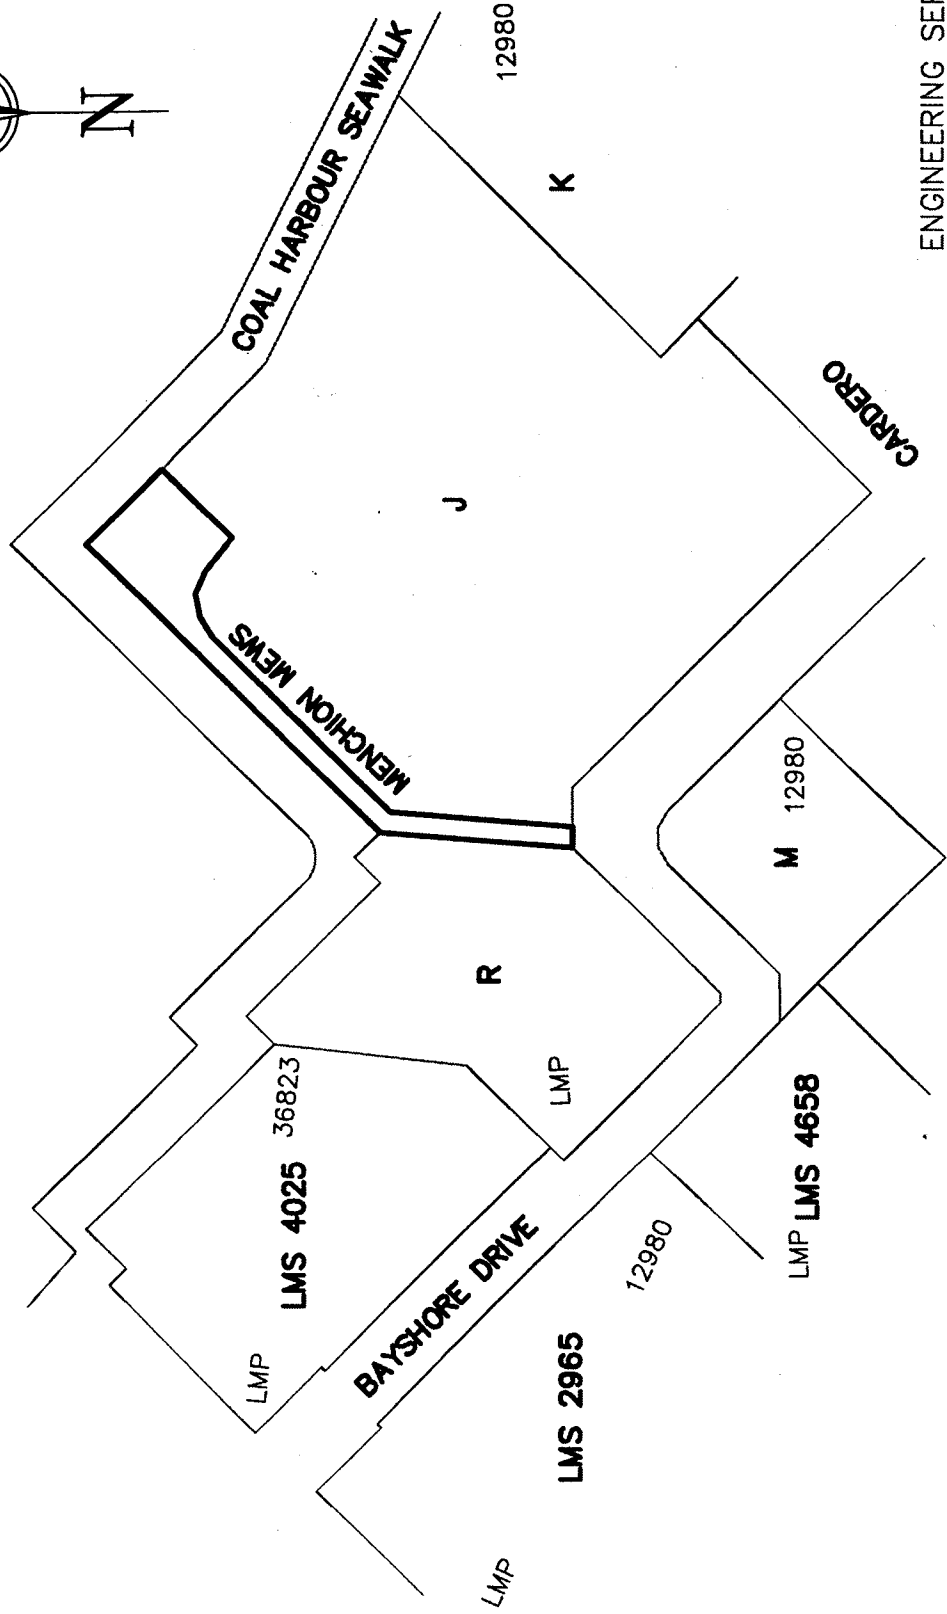 N
COAL HARBOUR SEAWALK
12980
K
J
MENCHION MEWS
CARDERO
R
LMP
36823
LMS 4025
LMP
BAYSHORE DRIVE
M 12980
LMP LMS 4658
12980
LMS 2965
LMP
ENGINEERING